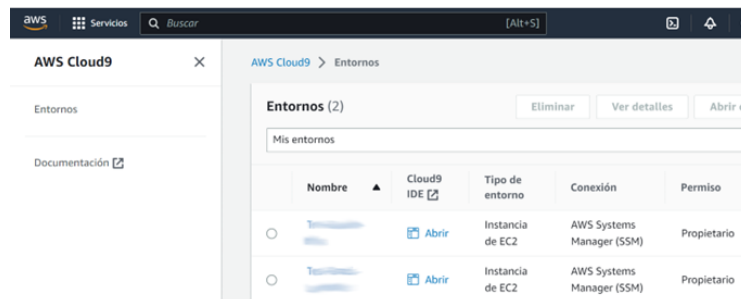 aws Servicios Buscar [Alt+S]
AWS Cloud9
Entornos
Documentación
AWS Cloud9 > Entornos
Entornos (2) Eliminar Ver detalles Abrir
Mis entornos
Nombre Cloud9 IDE Tipo de entorno Conexión Permiso
Abrir Instancia de EC2 AWS Systems Manager (SSM) Propietario
Abrir Instancia de EC2 AWS Systems Manager (SSM) Propietario